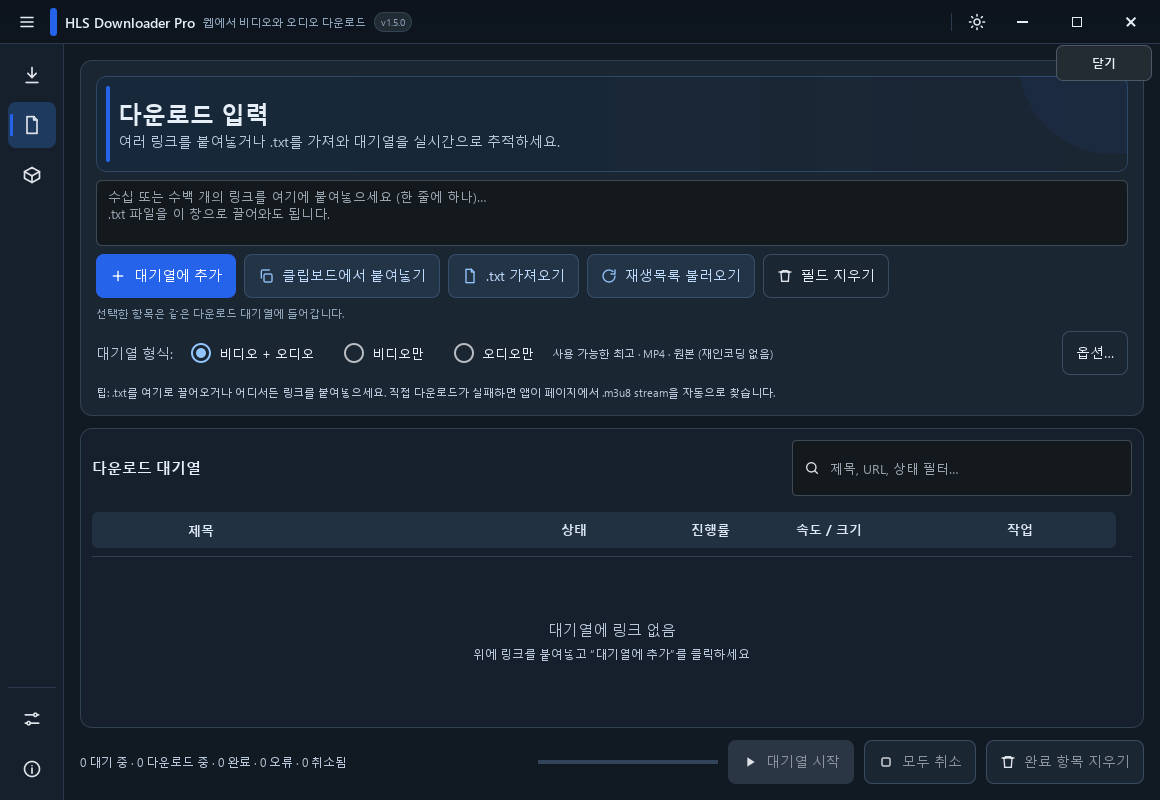 HLS Downloader Pro 웹에서 비디오와 오디오 다운로드 v1.5.0
닫기
다운로드 입력
여러 링크를 붙여넣거나 .txt를 가져와 대기열을 실시간으로 추적하세요.
수십 또는 수백 개의 링크를 여기에 붙여넣으세요 (한 줄에 하나)...
.txt 파일을 이 창으로 끌어와도 됩니다.
대기열에 추가 클립보드에서 붙여넣기 .txt 가져오기 재생목록 불러오기 필드 지우기
선택한 항목은 같은 다운로드 대기열에 들어갑니다.
대기열 형식: 비디오 + 오디오 비디오만 오디오만 사용 가능한 최고 · MP4 · 원본 (재인코딩 없음) 옵션...
팁: .txt를 여기로 끌어오거나 어디서든 링크를 붙여넣으세요. 직접 다운로드가 실패하면 앱이 페이지에서 .m3u8 stream을 자동으로 찾습니다.
다운로드 대기열 제목, URL, 상태 필터...
제목 상태 진행률 속도 / 크기 작업
대기열에 링크 없음
위에 링크를 붙여넣고 "대기열에 추가"를 클릭하세요
0 대기 중 · 0 다운로드 중 · 0 완료 · 0 오류 · 0 취소됨 대기열 시작 모두 취소 완료 항목 지우기